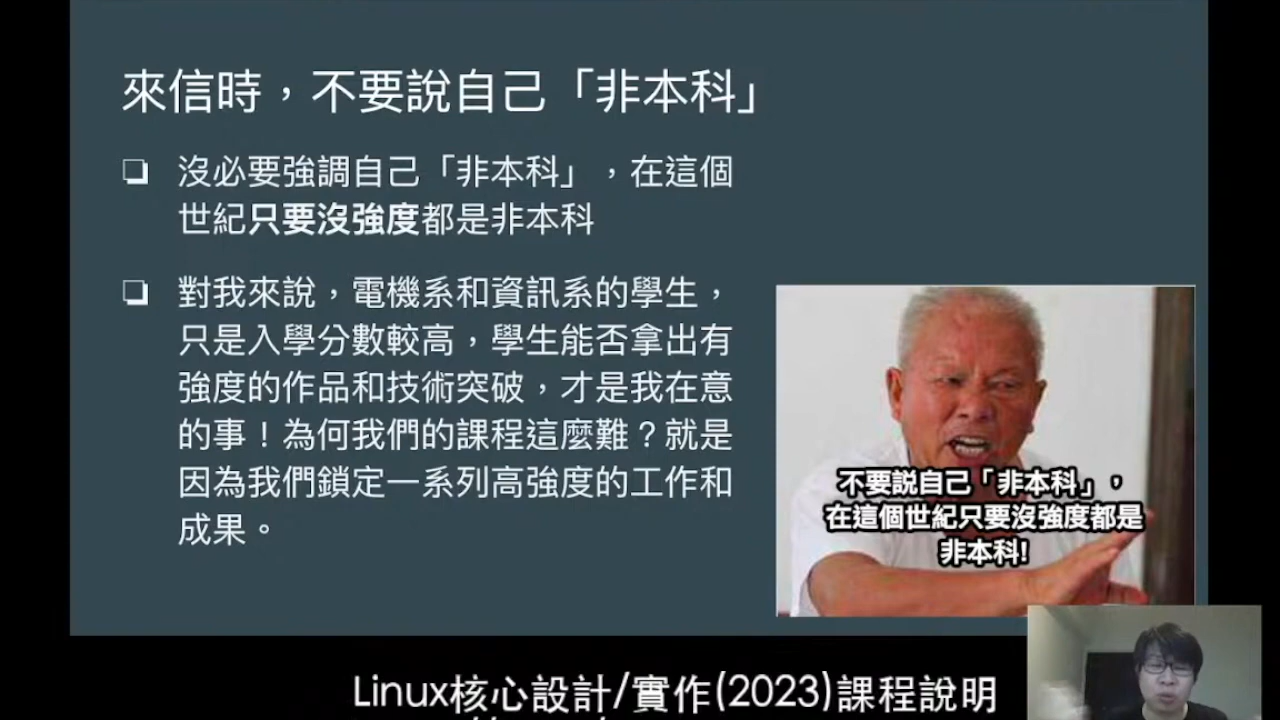 來信時，不要說自己「非本科」
❏ 沒必要強調自己「非本科」，在這個
世紀只要沒強度都是非本科
❏ 對我來說，電機系和資訊系的學生，
只是入學分數較高，學生能否拿出有
強度的作品和技術突破，才是我在意
的事！為何我們的課程這麼難？就是
因為我們鎖定一系列高強度的工作和
成果。
不要説自己「非本科」，
在這個世紀只要沒強度都是
非本科!
Linux核心設計/實作(2023)課程說明